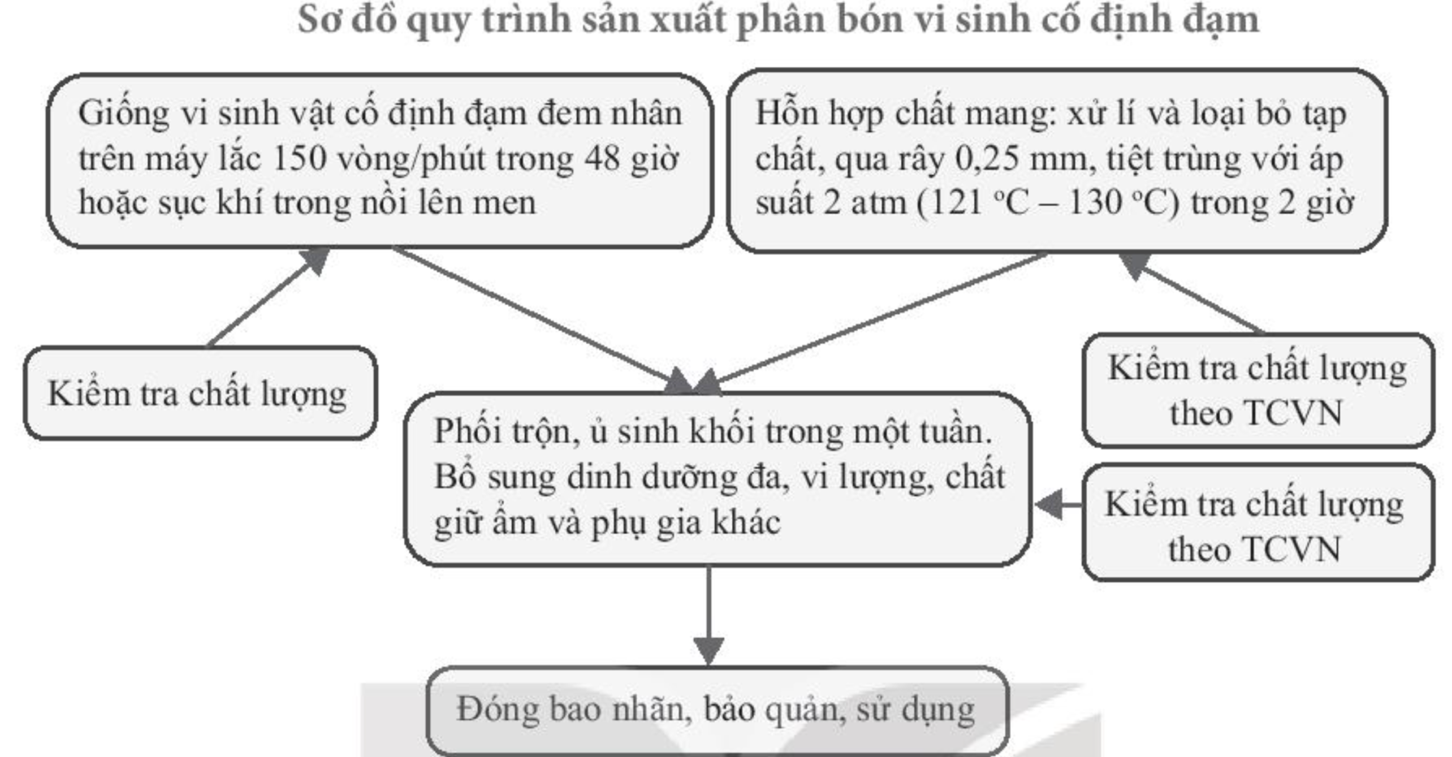 Sơ đồ quy trình sản xuất phân bón vi sinh cố định đạm
Giống vi sinh vật cố định đạm đem nhân
trên máy lắc 150 vòng/phút trong 48 giờ
hoặc sục khí trong nồi lên men
Hỗn hợp chất mang: xử lí và loại bỏ tạp
chất, qua rây 0,25 mm, tiệt trùng với áp
suất 2 atm (121 °C – 130 °C) trong 2 giờ
Kiểm tra chất lượng
Kiểm tra chất lượng
theo TCVN
Phối trộn, ủ sinh khối trong một tuần.
Bổ sung dinh dưỡng đa, vi lượng, chất
giữ ẩm và phụ gia khác
Kiểm tra chất lượng
theo TCVN
Đóng bao nhãn, bảo quản, sử dụng